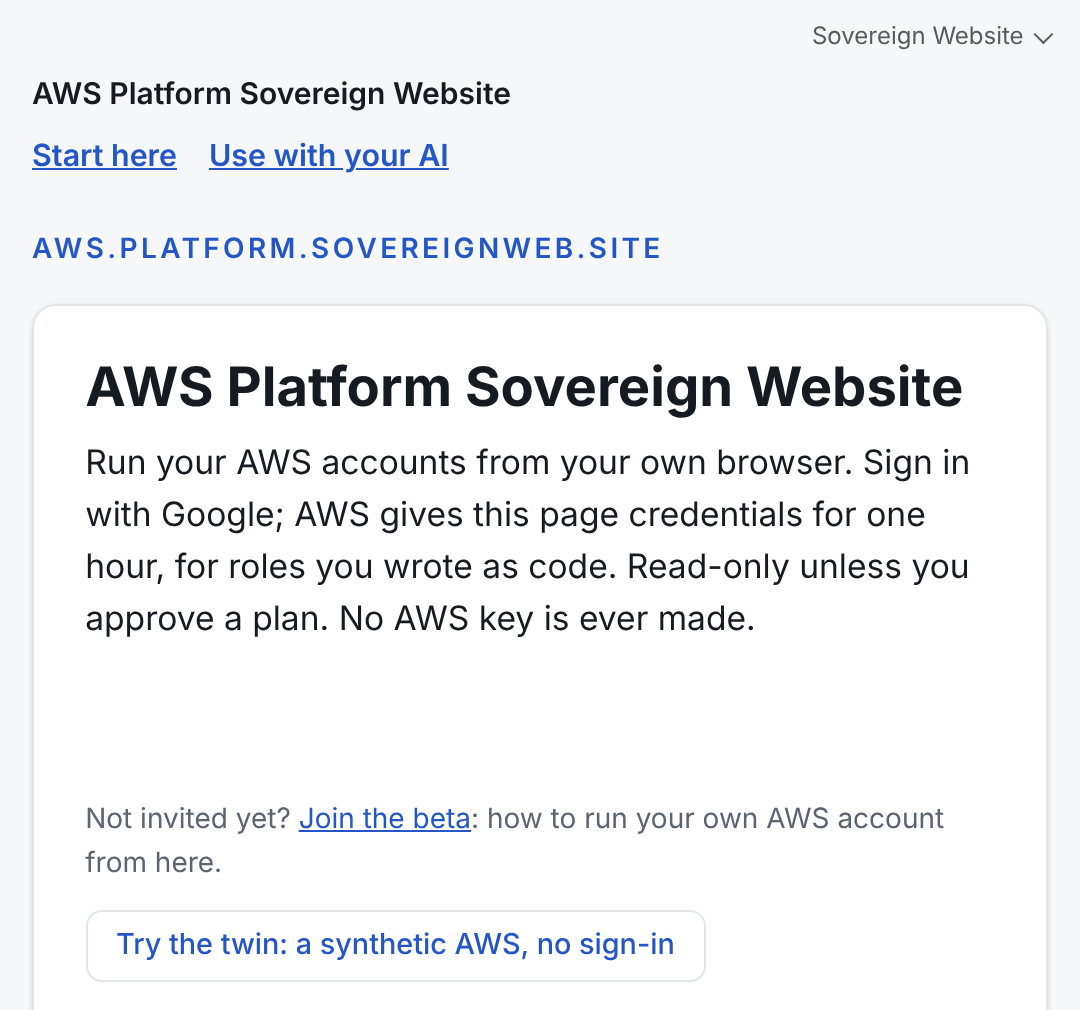 Sovereign Website
AWS Platform Sovereign Website
Start here Use with your AI
AWS.PLATFORM.SOVEREIGNWEB.SITE
AWS Platform Sovereign Website
Run your AWS accounts from your own browser. Sign in
with Google; AWS gives this page credentials for one
hour, for roles you wrote as code. Read-only unless you
approve a plan. No AWS key is ever made.
Not invited yet? Join the beta: how to run your own AWS account
from here.
Try the twin: a synthetic AWS, no sign-in